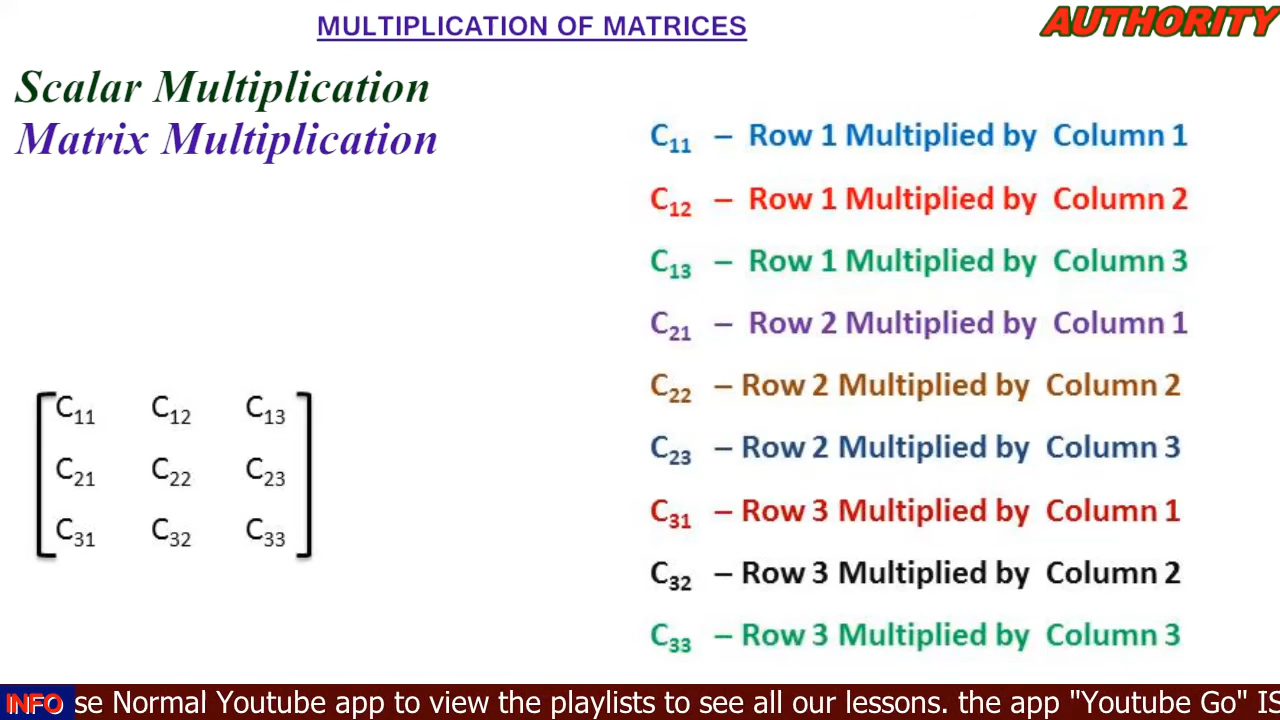 MULTIPLICATION OF MATRICES
AUTHORITY
Scalar Multiplication
Matrix Multiplication
C11 – Row 1 Multiplied by Column 1
C12 – Row 1 Multiplied by Column 2
C13 – Row 1 Multiplied by Column 3
C21 – Row 2 Multiplied by Column 1
C22 – Row 2 Multiplied by Column 2
C23 – Row 2 Multiplied by Column 3
C31 – Row 3 Multiplied by Column 1
C32 – Row 3 Multiplied by Column 2
C33 – Row 3 Multiplied by Column 3
C11 C12 C13
C21 C22 C23
C31 C32 C33
INFO se Normal Youtube app to view the playlists to see all our lessons. the app "Youtube Go" IS